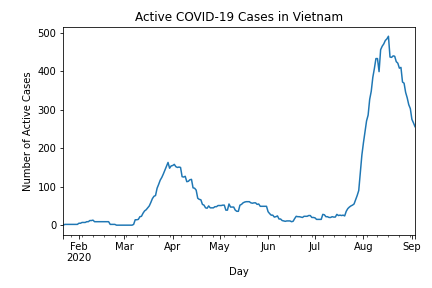 Active COVID-19 Cases in Vietnam
500
400
300
200
100
0
Number of Active Cases
Feb Mar Apr May Jun Jul Aug Sep
2020
Day